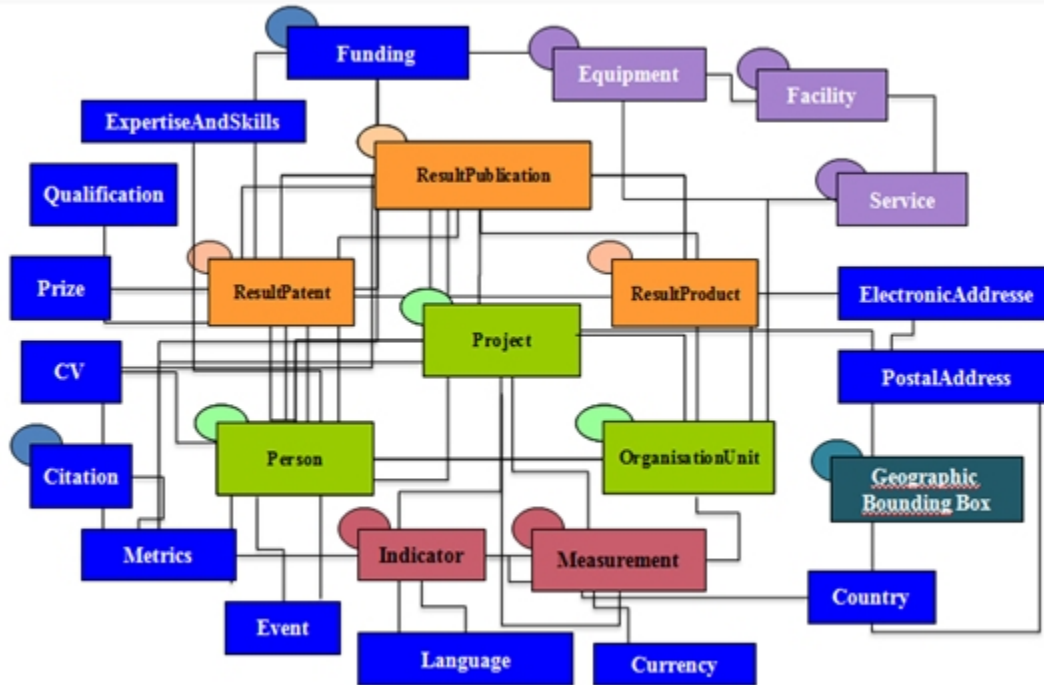 Funding
Equipment
Facility
ExpertiseAndSkills
ResultPublication
Qualification
Service
Prize
ResultPatent
ResultProduct
ElectronicAddresse
Project
CV
PostalAddress
Person
OrganisationUnit
Citation
Geographic
Bounding Box
Metrics
Indicator
Measurement
Country
Event
Language
Currency